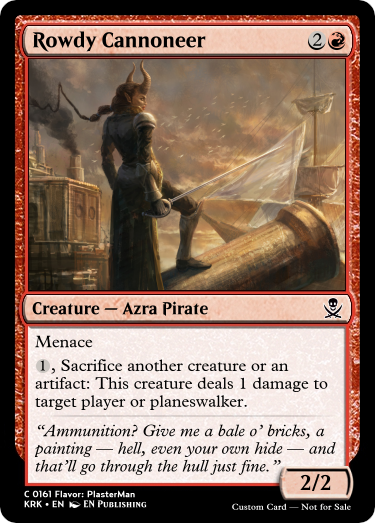 Rowdy Cannoneer 2
Creature — Azra Pirate
Menace
1, Sacrifice another creature or an
artifact: This creature deals 1 damage to
target player or planeswalker.
“Ammunition? Give me a bale o’ bricks, a
painting — hell, even your own hide — and
that’ll go through the hull just fine.”
2/2
C 0161 Flavor: PlasterMan
KRK • EN EN Publishing
Custom Card — Not for Sale